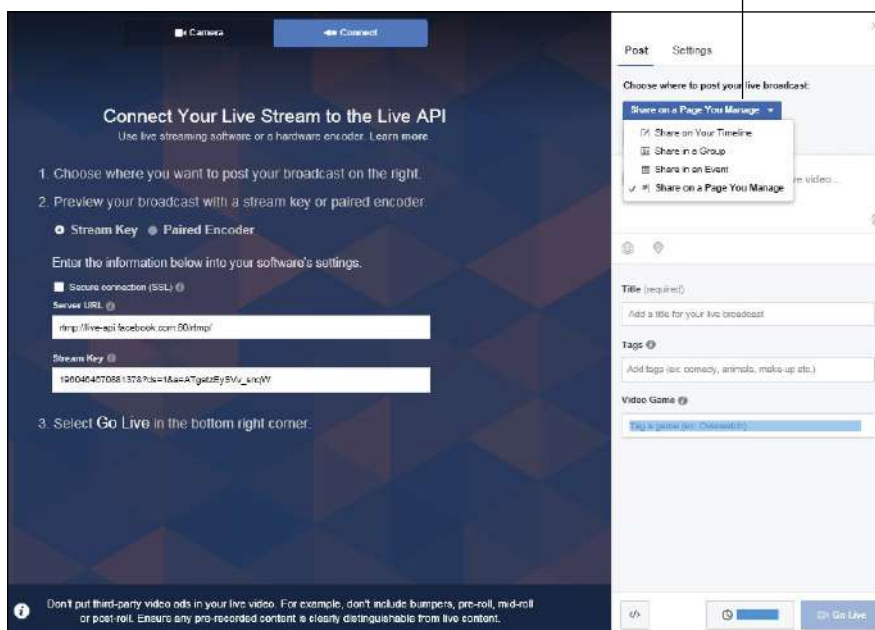 Camera
Connect
Connect Your Live Stream to the Live API
Use live streaming software or a hardware encoder. Learn more.
1. Choose where you want to post your broadcast on the right.
2. Preview your broadcast with a stream key or paired encoder.
Stream Key Paired Encoder
Enter the information below into your software's settings.
Secure connection (SSL)
Server URL
rtmp://live-api.facebook.com:80/rtmp/
Stream Key
3. Select Go Live in the bottom right corner.
Don't put third-party video ads in your live video. For example, don't include bumpers, pre-roll, mid-roll
or post-roll. Ensure any pre-recorded content is clearly distinguishable from live content.
Post Settings
Choose where to post your live broadcast:
Share on a Page You Manage
Share on Your Timeline
Share in a Group
Share in an Event
Share on a Page You Manage
video ...
Title (required)
Add a title for your live broadcast
Tags
Add tags (ex: comedy, animals, make-up etc.)
Video Game
Tag a game (ex: Overwatch)
Go Live